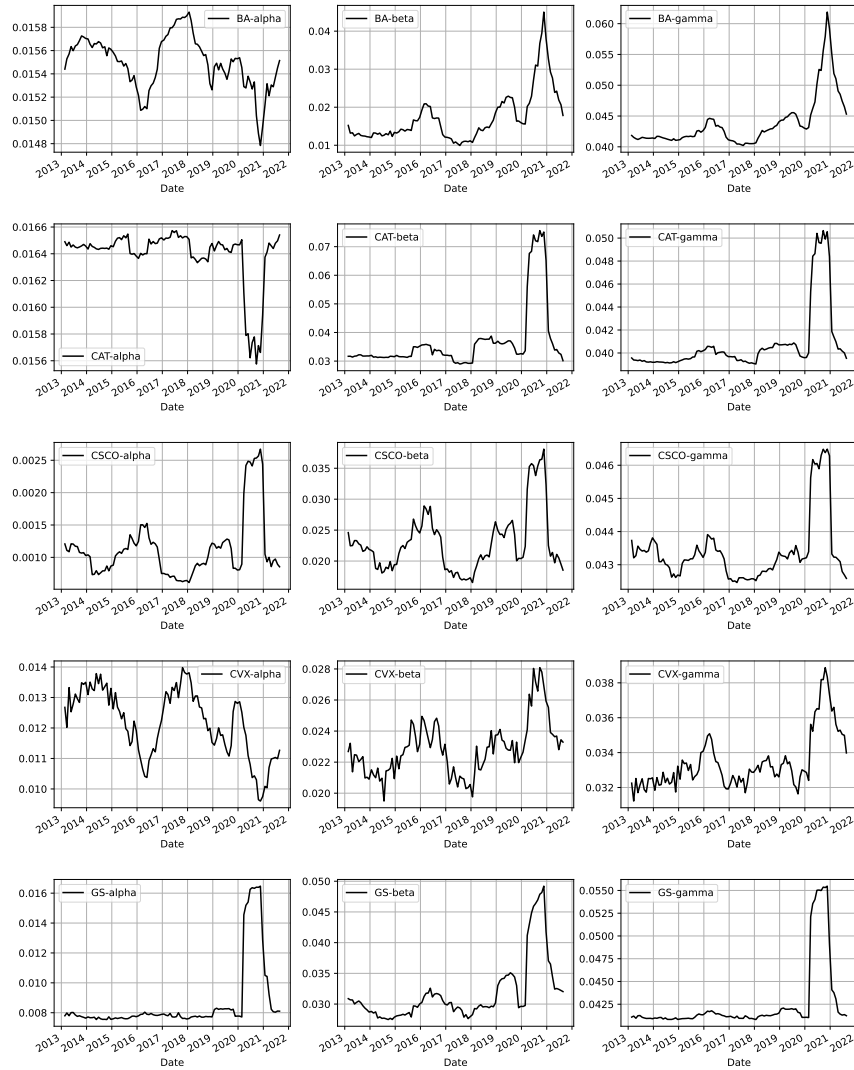 BA-alpha
0.0158
0.0156
0.0154
0.0152
0.0150
0.0148
2013 2014 2015 2016 2017 2018 2019 2020 2021 2022
Date
BA-beta
0.04
0.03
0.02
0.01
2013 2014 2015 2016 2017 2018 2019 2020 2021 2022
Date
BA-gamma
0.060
0.055
0.050
0.045
0.040
2013 2014 2015 2016 2017 2018 2019 2020 2021 2022
Date
0.0166
0.0164
0.0162
0.0160
0.0158
0.0156
CAT-alpha
2013 2014 2015 2016 2017 2018 2019 2020 2021 2022
Date
CAT-beta
0.07
0.06
0.05
0.04
0.03
2013 2014 2015 2016 2017 2018 2019 2020 2021 2022
Date
CAT-gamma
0.050
0.048
0.046
0.044
0.042
0.040
2013 2014 2015 2016 2017 2018 2019 2020 2021 2022
Date
CSCO-alpha
0.0025
0.0020
0.0015
0.0010
2013 2014 2015 2016 2017 2018 2019 2020 2021 2022
Date
CSCO-beta
0.035
0.030
0.025
0.020
2013 2014 2015 2016 2017 2018 2019 2020 2021 2022
Date
CSCO-gamma
0.046
0.045
0.044
0.043
2013 2014 2015 2016 2017 2018 2019 2020 2021 2022
Date
CVX-alpha
0.014
0.013
0.012
0.011
0.010
2013 2014 2015 2016 2017 2018 2019 2020 2021 2022
Date
CVX-beta
0.028
0.026
0.024
0.022
0.020
2013 2014 2015 2016 2017 2018 2019 2020 2021 2022
Date
CVX-gamma
0.038
0.036
0.034
0.032
2013 2014 2015 2016 2017 2018 2019 2020 2021 2022
Date
GS-alpha
0.016
0.014
0.012
0.010
0.008
2013 2014 2015 2016 2017 2018 2019 2020 2021 2022
Date
GS-beta
0.050
0.045
0.040
0.035
0.030
2013 2014 2015 2016 2017 2018 2019 2020 2021 2022
Date
GS-gamma
0.0550
0.0525
0.0500
0.0475
0.0450
0.0425
2013 2014 2015 2016 2017 2018 2019 2020 2021 2022
Date